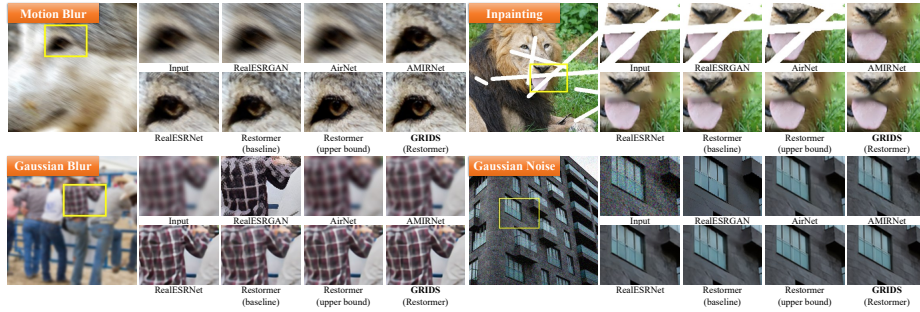 Motion Blur
Input RealESRGAN AirNet AMIRNet
RealESRNet Restormer Restormer GRIDS
(baseline) (upper bound) (Restormer)
Inpainting
Input RealESRGAN AirNet AMIRNet
RealESRNet Restormer Restormer GRIDS
(baseline) (upper bound) (Restormer)
Gaussian Blur
Input RealESRGAN AirNet AMIRNet
RealESRNet Restormer Restormer GRIDS
(baseline) (upper bound) (Restormer)
Gaussian Noise
Input RealESRGAN AirNet AMIRNet
RealESRNet Restormer Restormer GRIDS
(baseline) (upper bound) (Restormer)